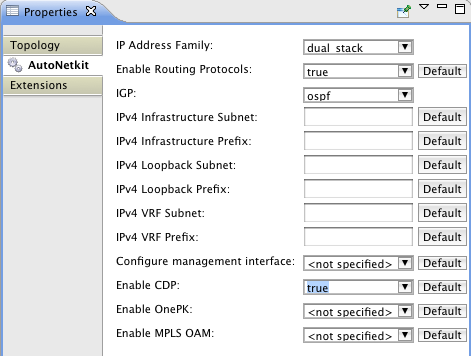 Properties
Topology
AutoNetkit
Extensions
IP Address Family: dual_stack
Enable Routing Protocols: true Default
IGP: ospf
IPv4 Infrastructure Subnet: Default
IPv4 Infrastructure Prefix: Default
IPv4 Loopback Subnet: Default
IPv4 Loopback Prefix: Default
IPv4 VRF Subnet: Default
IPv4 VRF Prefix: Default
Configure management interface: <not specified> Default
Enable CDP: true Default
Enable OnePK: <not specified> Default
Enable MPLS OAM: <not specified> Default